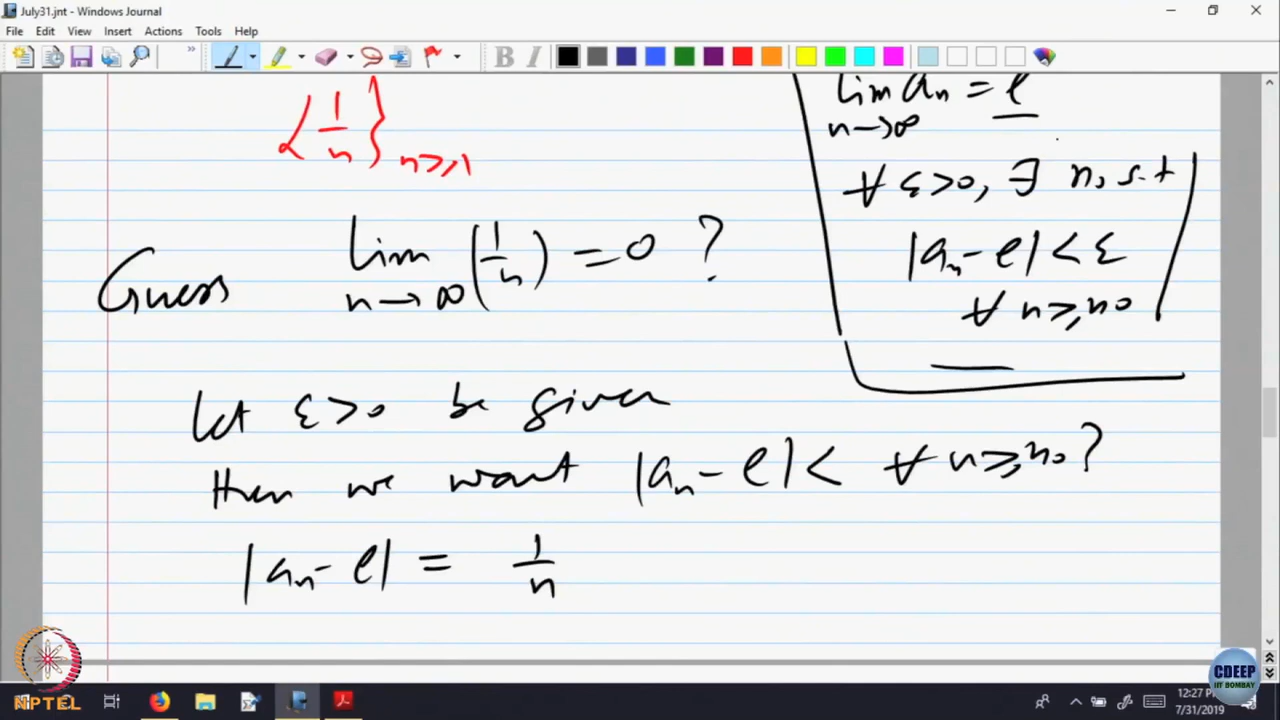 July31.jnt - Windows Journal
File Edit View Insert Actions Tools Help
{1/n}n≥1
lim an = l
n→∞
∀ ε>0, ∃ n₀ s.t
|an - l| < ε
∀ n ≥ n₀
Guess lim n→∞ (1/n) = 0 ?
Let ε>0 be given
Then we want |an - l| < ∀ n ≥ n₀ ?
|an - l| = 1/n
NPTEL
CDEEP
IIT BOMBAY
12:27 P
7/31/2019